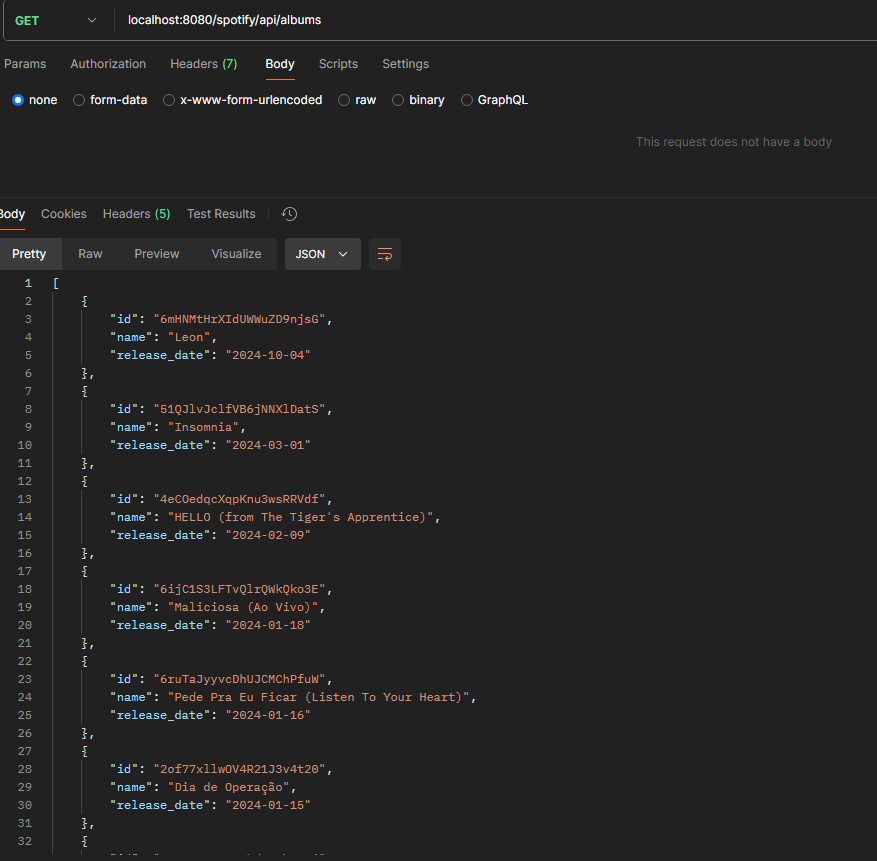 GET localhost:8080/spotify/api/albums
Params Authorization Headers (7) Body Scripts Settings
none form-data x-www-form-urlencoded raw binary GraphQL
This request does not have a body
Body Cookies Headers (5) Test Results
Pretty Raw Preview Visualize JSON
1 [
2 {
3 "id": "6mHNMtHrXIdUWWuZD9njsG",
4 "name": "Leon",
5 "release_date": "2024-10-04"
6 },
7 {
8 "id": "51QJlvJclfVB6jNNXlDatS",
9 "name": "Insomnia",
10 "release_date": "2024-03-01"
11 },
12 {
13 "id": "4eCOedqcXqpKnu3wsRRVdf",
14 "name": "HELLO (from The Tiger's Apprentice)",
15 "release_date": "2024-02-09"
16 },
17 {
18 "id": "6ijC1S3LFTvQlrQWkQko3E",
19 "name": "Maliciosa (Ao Vivo)",
20 "release_date": "2024-01-18"
21 },
22 {
23 "id": "6ruTaJyyvcDhUJCMChPfuW",
24 "name": "Pede Pra Eu Ficar (Listen To Your Heart)",
25 "release_date": "2024-01-16"
26 },
27 {
28 "id": "2of77xllwOV4R21J3v4t20",
29 "name": "Dia de Operação",
30 "release_date": "2024-01-15"
31 },
32 {